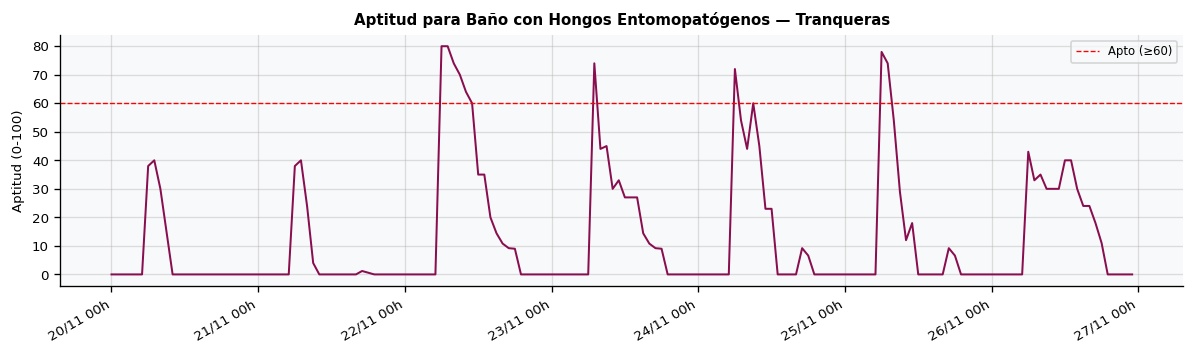 Aptitud para Baño con Hongos Entomopatógenos — Tranqueras
Apto (≥60)
Aptitud (0-100)
80
70
60
50
40
30
20
10
0
20/11 00h
21/11 00h
22/11 00h
23/11 00h
24/11 00h
25/11 00h
26/11 00h
27/11 00h